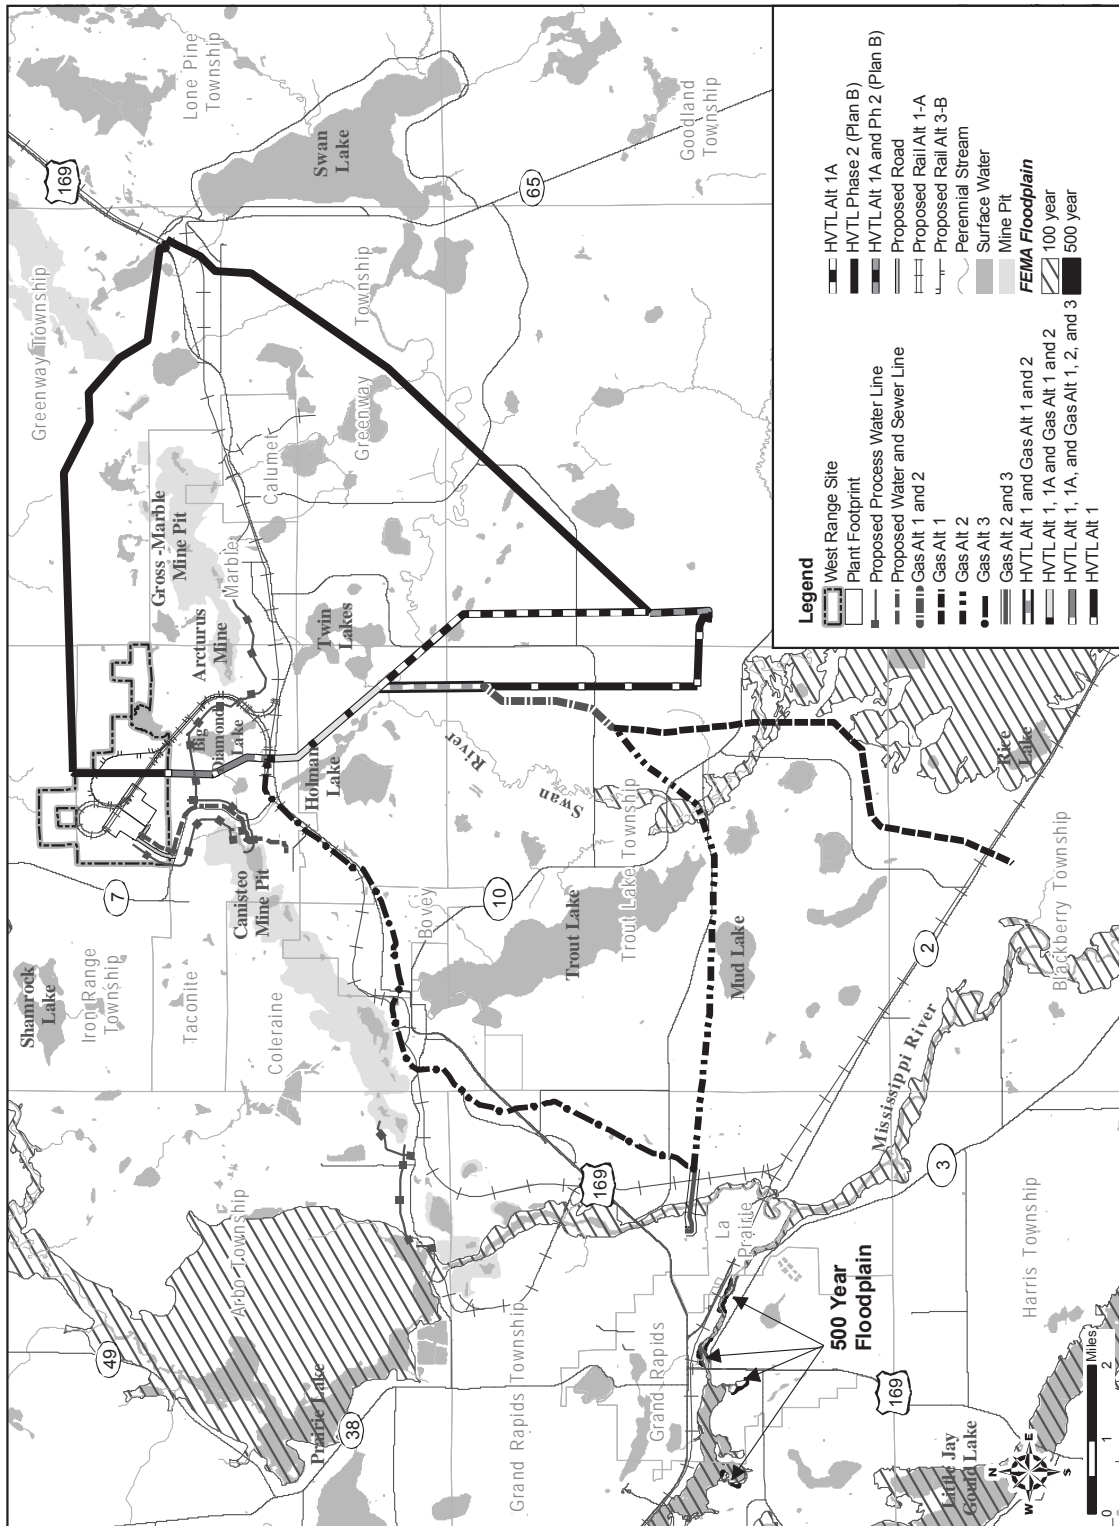 Greenway Township
169
Lone Pine
Township
Swan
Lake
65
Goodland
Township
Greenway
Township
Calumet
Gross -Marble
Mine Pit
Marble
Arcturus
Mine
Twin
Lakes
Big
Diamond
Lake
Holman
Lake
7
Canisteo
Mine Pit
Shamrock
Lake
Iron Range
Township
Taconite
Coleraine
Bovey
10
Trout Lake
Trout Lake Township
Swan
River
Mud Lake
Rice
Lake
Blackberry Township
2
Mississippi River
3
Harris Township
169
La
Prairie
Arbo Township
49
Prairie Lake
38
Grand Rapids Township
Grand Rapids
500 Year
Floodplain
169
Little Jay
Gould Lake
N
E
S
W
0
1
2
Miles
Legend
West Range Site
Plant Footprint
Proposed Process Water Line
Proposed Water and Sewer Line
Gas Alt 1 and 2
Gas Alt 1
Gas Alt 2
Gas Alt 3
Gas Alt 2 and 3
HVTL Alt 1 and Gas Alt 1 and 2
HVTL Alt 1, 1A and Gas Alt 1 and 2
HVTL Alt 1, 1A, and Gas Alt 1, 2, and 3
HVTL Alt 1
HVTL Alt 1A
HVTL Phase 2 (Plan B)
HVTL Alt 1A and Ph 2 (Plan B)
Proposed Road
Proposed Rail Alt 1-A
Proposed Rail Alt 3-B
Perennial Stream
Surface Water
Mine Pit
FEMA Floodplain
100 year
500 year